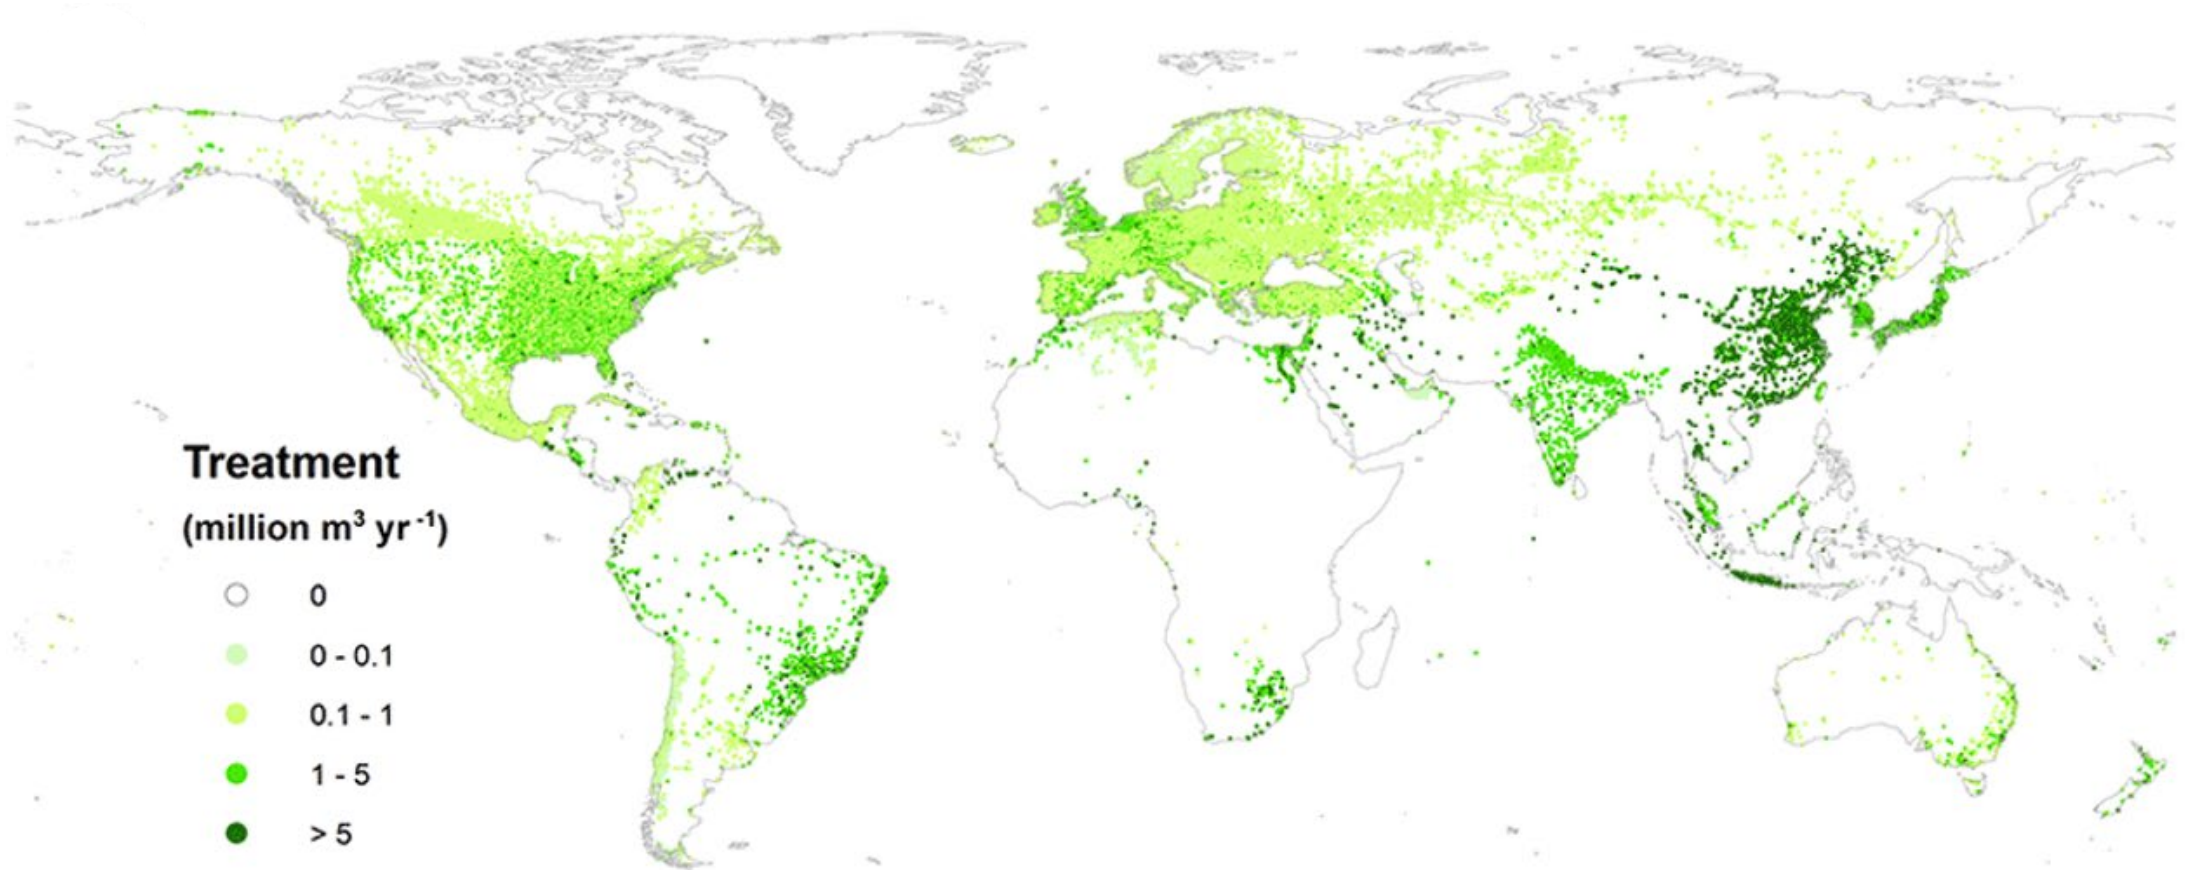 Treatment
(million m³ yr⁻¹)
0
0 - 0.1
0.1 - 1
1 - 5
> 5